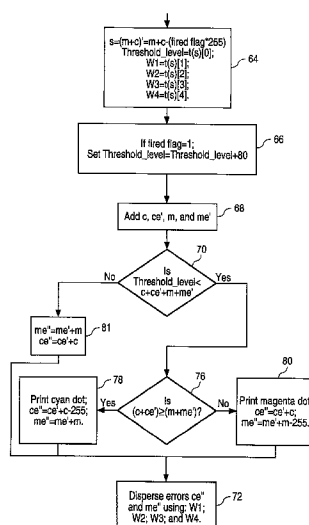 s=(m+c)'=m+c-(fired flag*255)
Threshold_level=t(s)[0];
W1=t(s)[1];
W2=t(s)[2];
W3=t(s)[3];
W4=t(s)[4].
64
If fired flag=1;
Set Threshold_level=Threshold_level+80
66
Add c, ce', m, and me'
68
70
Is
Threshold_level<
c+ce'+m+me'
No
Yes
me"=me'+m
ce"=ce'+c
81
78
Print cyan dot;
ce"=ce'+c-255;
me"=me'+m.
Yes
76
Is
(c+ce')≥(m+me')?
No
80
Print magenta dot
ce"=ce'+c;
me"=me'+m-255.
Disperse errors ce"
and me" using: W1;
W2; W3; and W4.
72